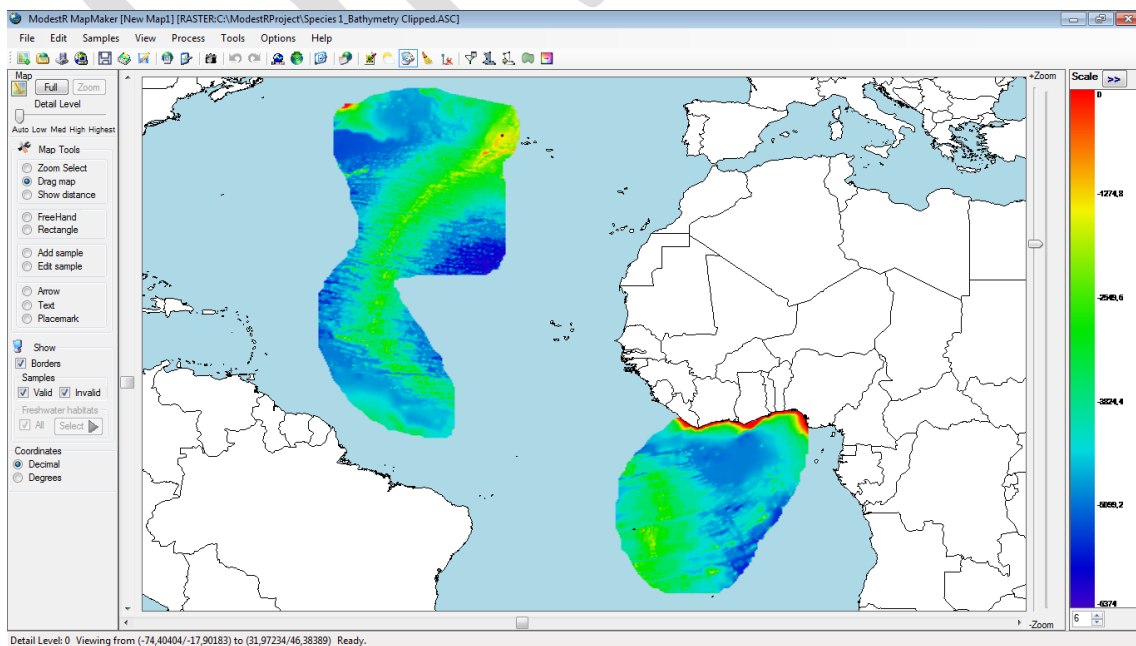 ModestR MapMaker [New Map1] [RASTER:C:\ModestRProject\Species 1_Bathymetry Clipped.ASC]
File Edit Samples View Process Tools Options Help
Map
Full Zoom
Detail Level
Auto Low Med High Highest
Map Tools
Zoom Select
Drag map
Show distance
FreeHand
Rectangle
Add sample
Edit sample
Arrow
Text
Placemark
Show
Borders
Samples
Valid Invalid
Freshwater habitats
All Select
Coordinates
Decimal
Degrees
+Zoom
-Zoom
Scale >>
0
-1274,8
-2549,6
-3824,4
-5099,2
-6374
6
Detail Level: 0 Viewing from (-74,40404/-17,90183) to (31,97234/46,38389) Ready.